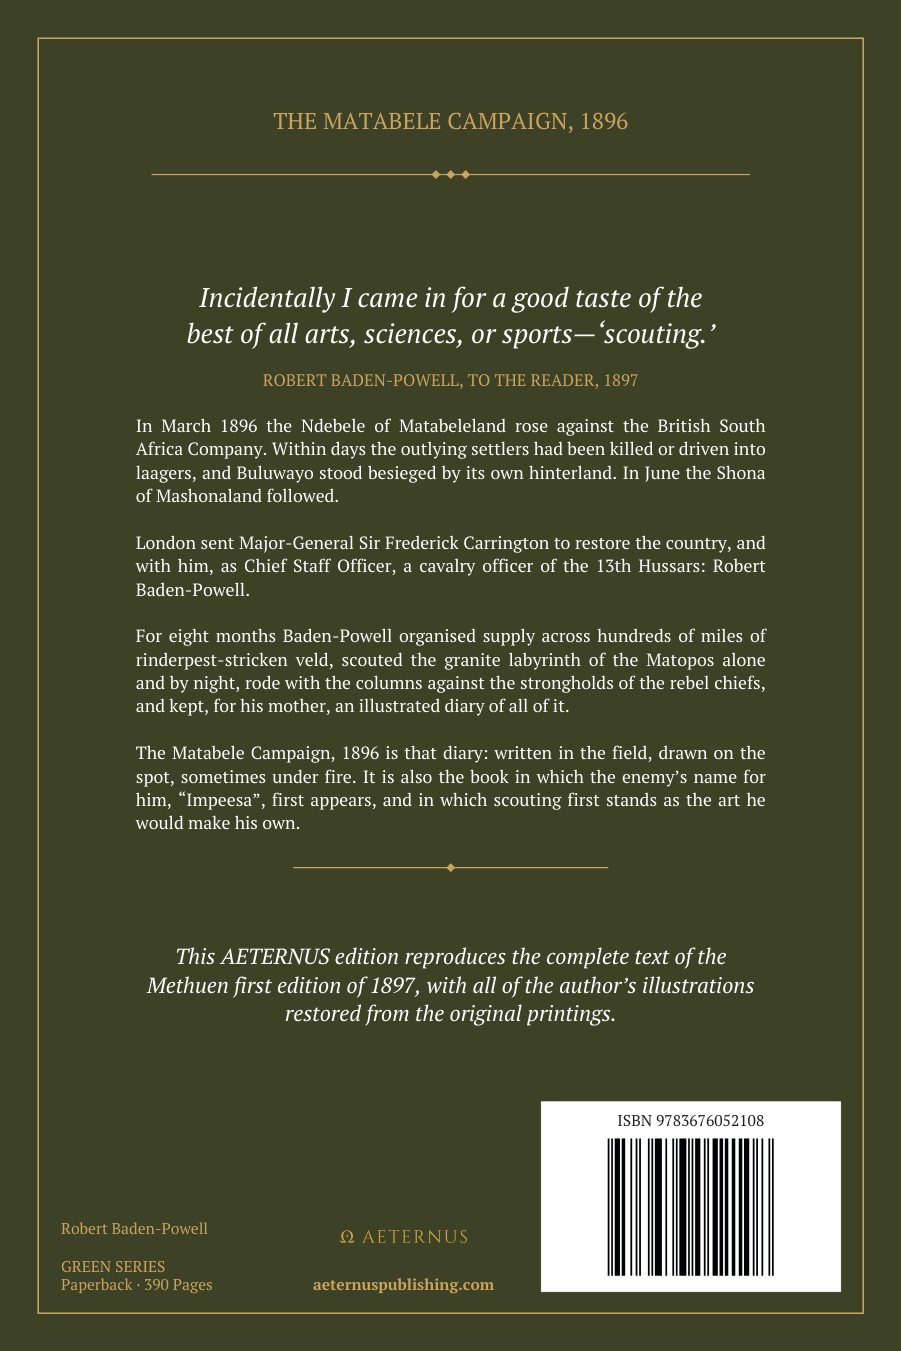 THE MATABELE CAMPAIGN, 1896
Incidentally I came in for a good taste of the
best of all arts, sciences, or sports—‘scouting.’
ROBERT BADEN-POWELL, TO THE READER, 1897
In March 1896 the Ndebele of Matabeleland rose against the British South
Africa Company. Within days the outlying settlers had been killed or driven into
laagers, and Buluwayo stood besieged by its own hinterland. In June the Shona
of Mashonaland followed.
London sent Major-General Sir Frederick Carrington to restore the country, and
with him, as Chief Staff Officer, a cavalry officer of the 13th Hussars: Robert
Baden-Powell.
For eight months Baden-Powell organised supply across hundreds of miles of
rinderpest-stricken veld, scouted the granite labyrinth of the Matopos alone
and by night, rode with the columns against the strongholds of the rebel chiefs,
and kept, for his mother, an illustrated diary of all of it.
The Matabele Campaign, 1896 is that diary: written in the field, drawn on the
spot, sometimes under fire. It is also the book in which the enemy’s name for
him, “Impeesa”, first appears, and in which scouting first stands as the art he
would make his own.
This AETERNUS edition reproduces the complete text of the
Methuen first edition of 1897, with all of the author’s illustrations
restored from the original printings.
ISBN 9783676052108
Robert Baden-Powell
GREEN SERIES
Paperback · 390 Pages
Ω AETERNUS
aeternuspublishing.com